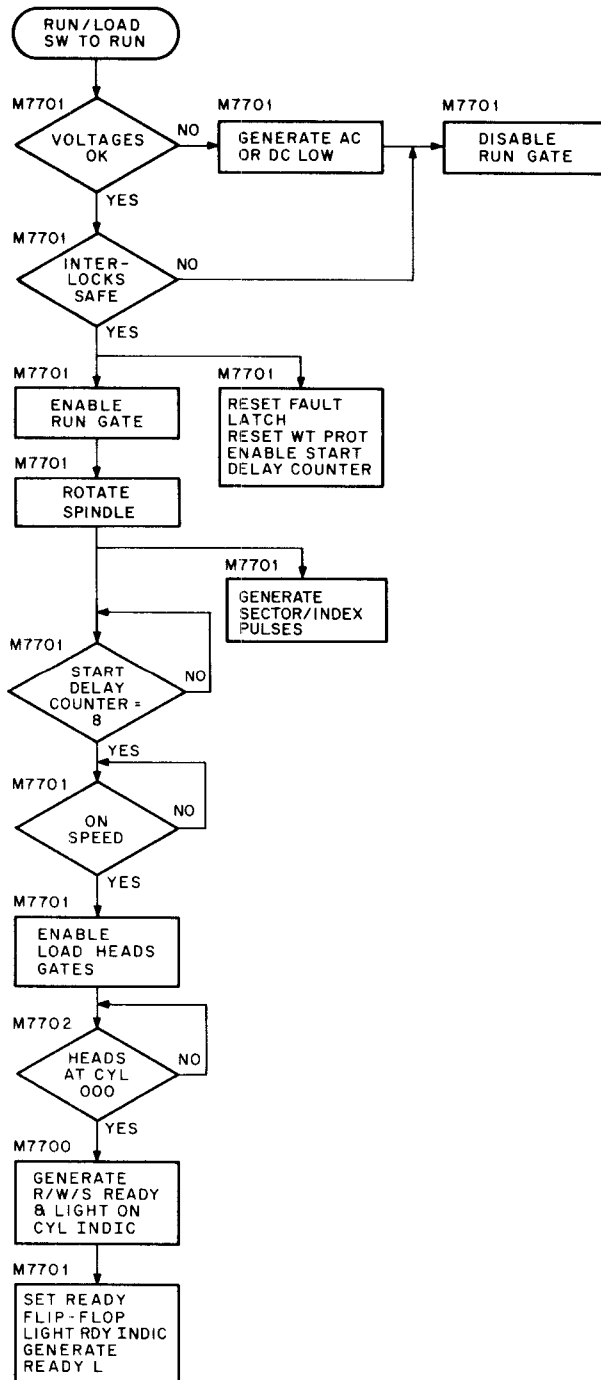 RUN/LOAD
SW TO RUN
M7701
VOLTAGES
OK
NO
YES
M7701
GENERATE AC
OR DC LOW
M7701
DISABLE
RUN GATE
M7701
INTER-
LOCKS
SAFE
NO
YES
M7701
ENABLE
RUN GATE
M7701
RESET FAULT
LATCH
RESET WT PROT
ENABLE START
DELAY COUNTER
M7701
ROTATE
SPINDLE
M7701
GENERATE
SECTOR/INDEX
PULSES
M7701
START
DELAY
COUNTER =
8
NO
YES
M7701
ON
SPEED
NO
YES
M7701
ENABLE
LOAD HEADS
GATES
M7702
HEADS
AT CYL
000
NO
YES
M7700
GENERATE
R/W/S READY
& LIGHT ON
CYL INDIC
M7701
SET READY
FLIP-FLOP
LIGHT RDY INDIC
GENERATE
READY L